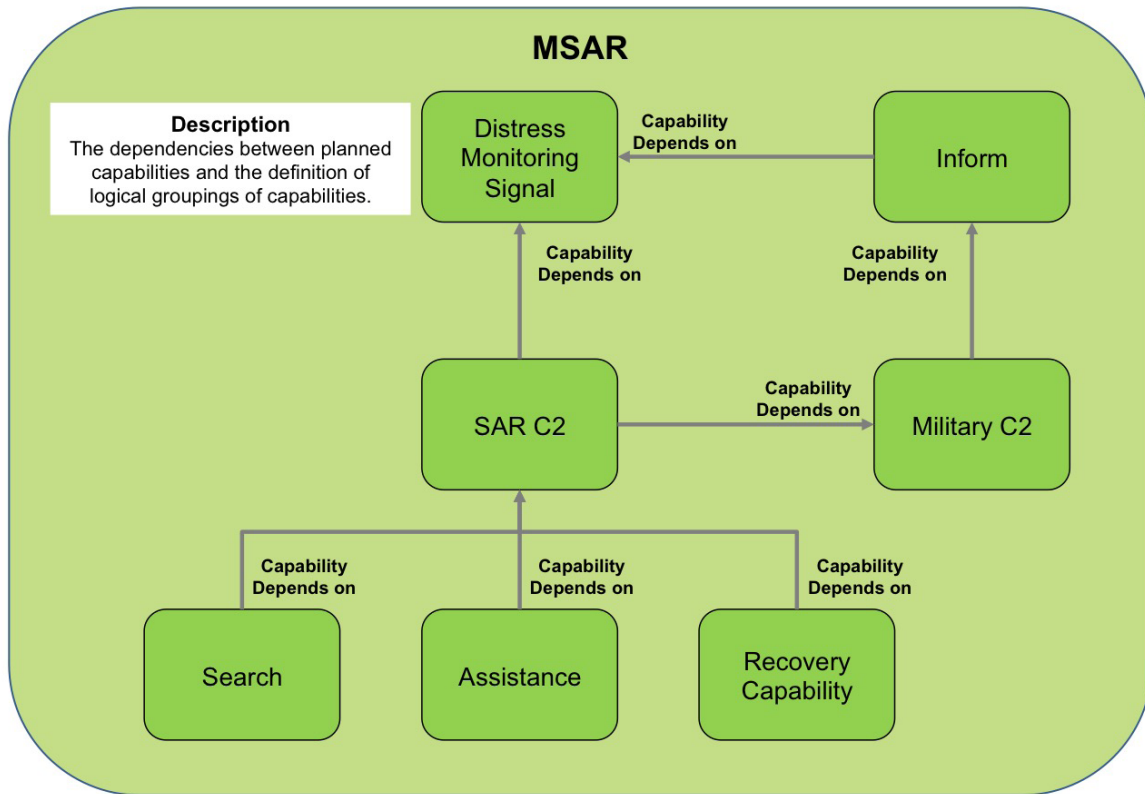 MSAR
Description
The dependencies between planned
capabilities and the definition of
logical groupings of capabilities.
Distress
Monitoring
Signal
Capability
Depends on
Inform
Capability
Depends on
Capability
Depends on
SAR C2
Capability
Depends on
Military C2
Capability
Depends on
Capability
Depends on
Capability
Depends on
Search
Assistance
Recovery
Capability